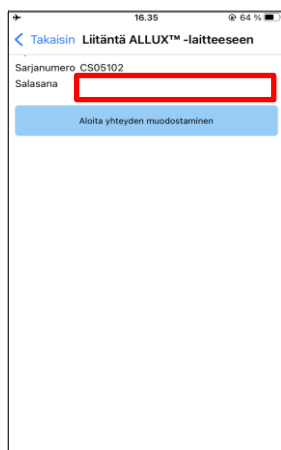 16.35 64 %
Takaisin Liitäntä ALLUX™ -laitteeseen
Sarjanumero CS05102
Salasana
Aloita yhteyden muodostaminen